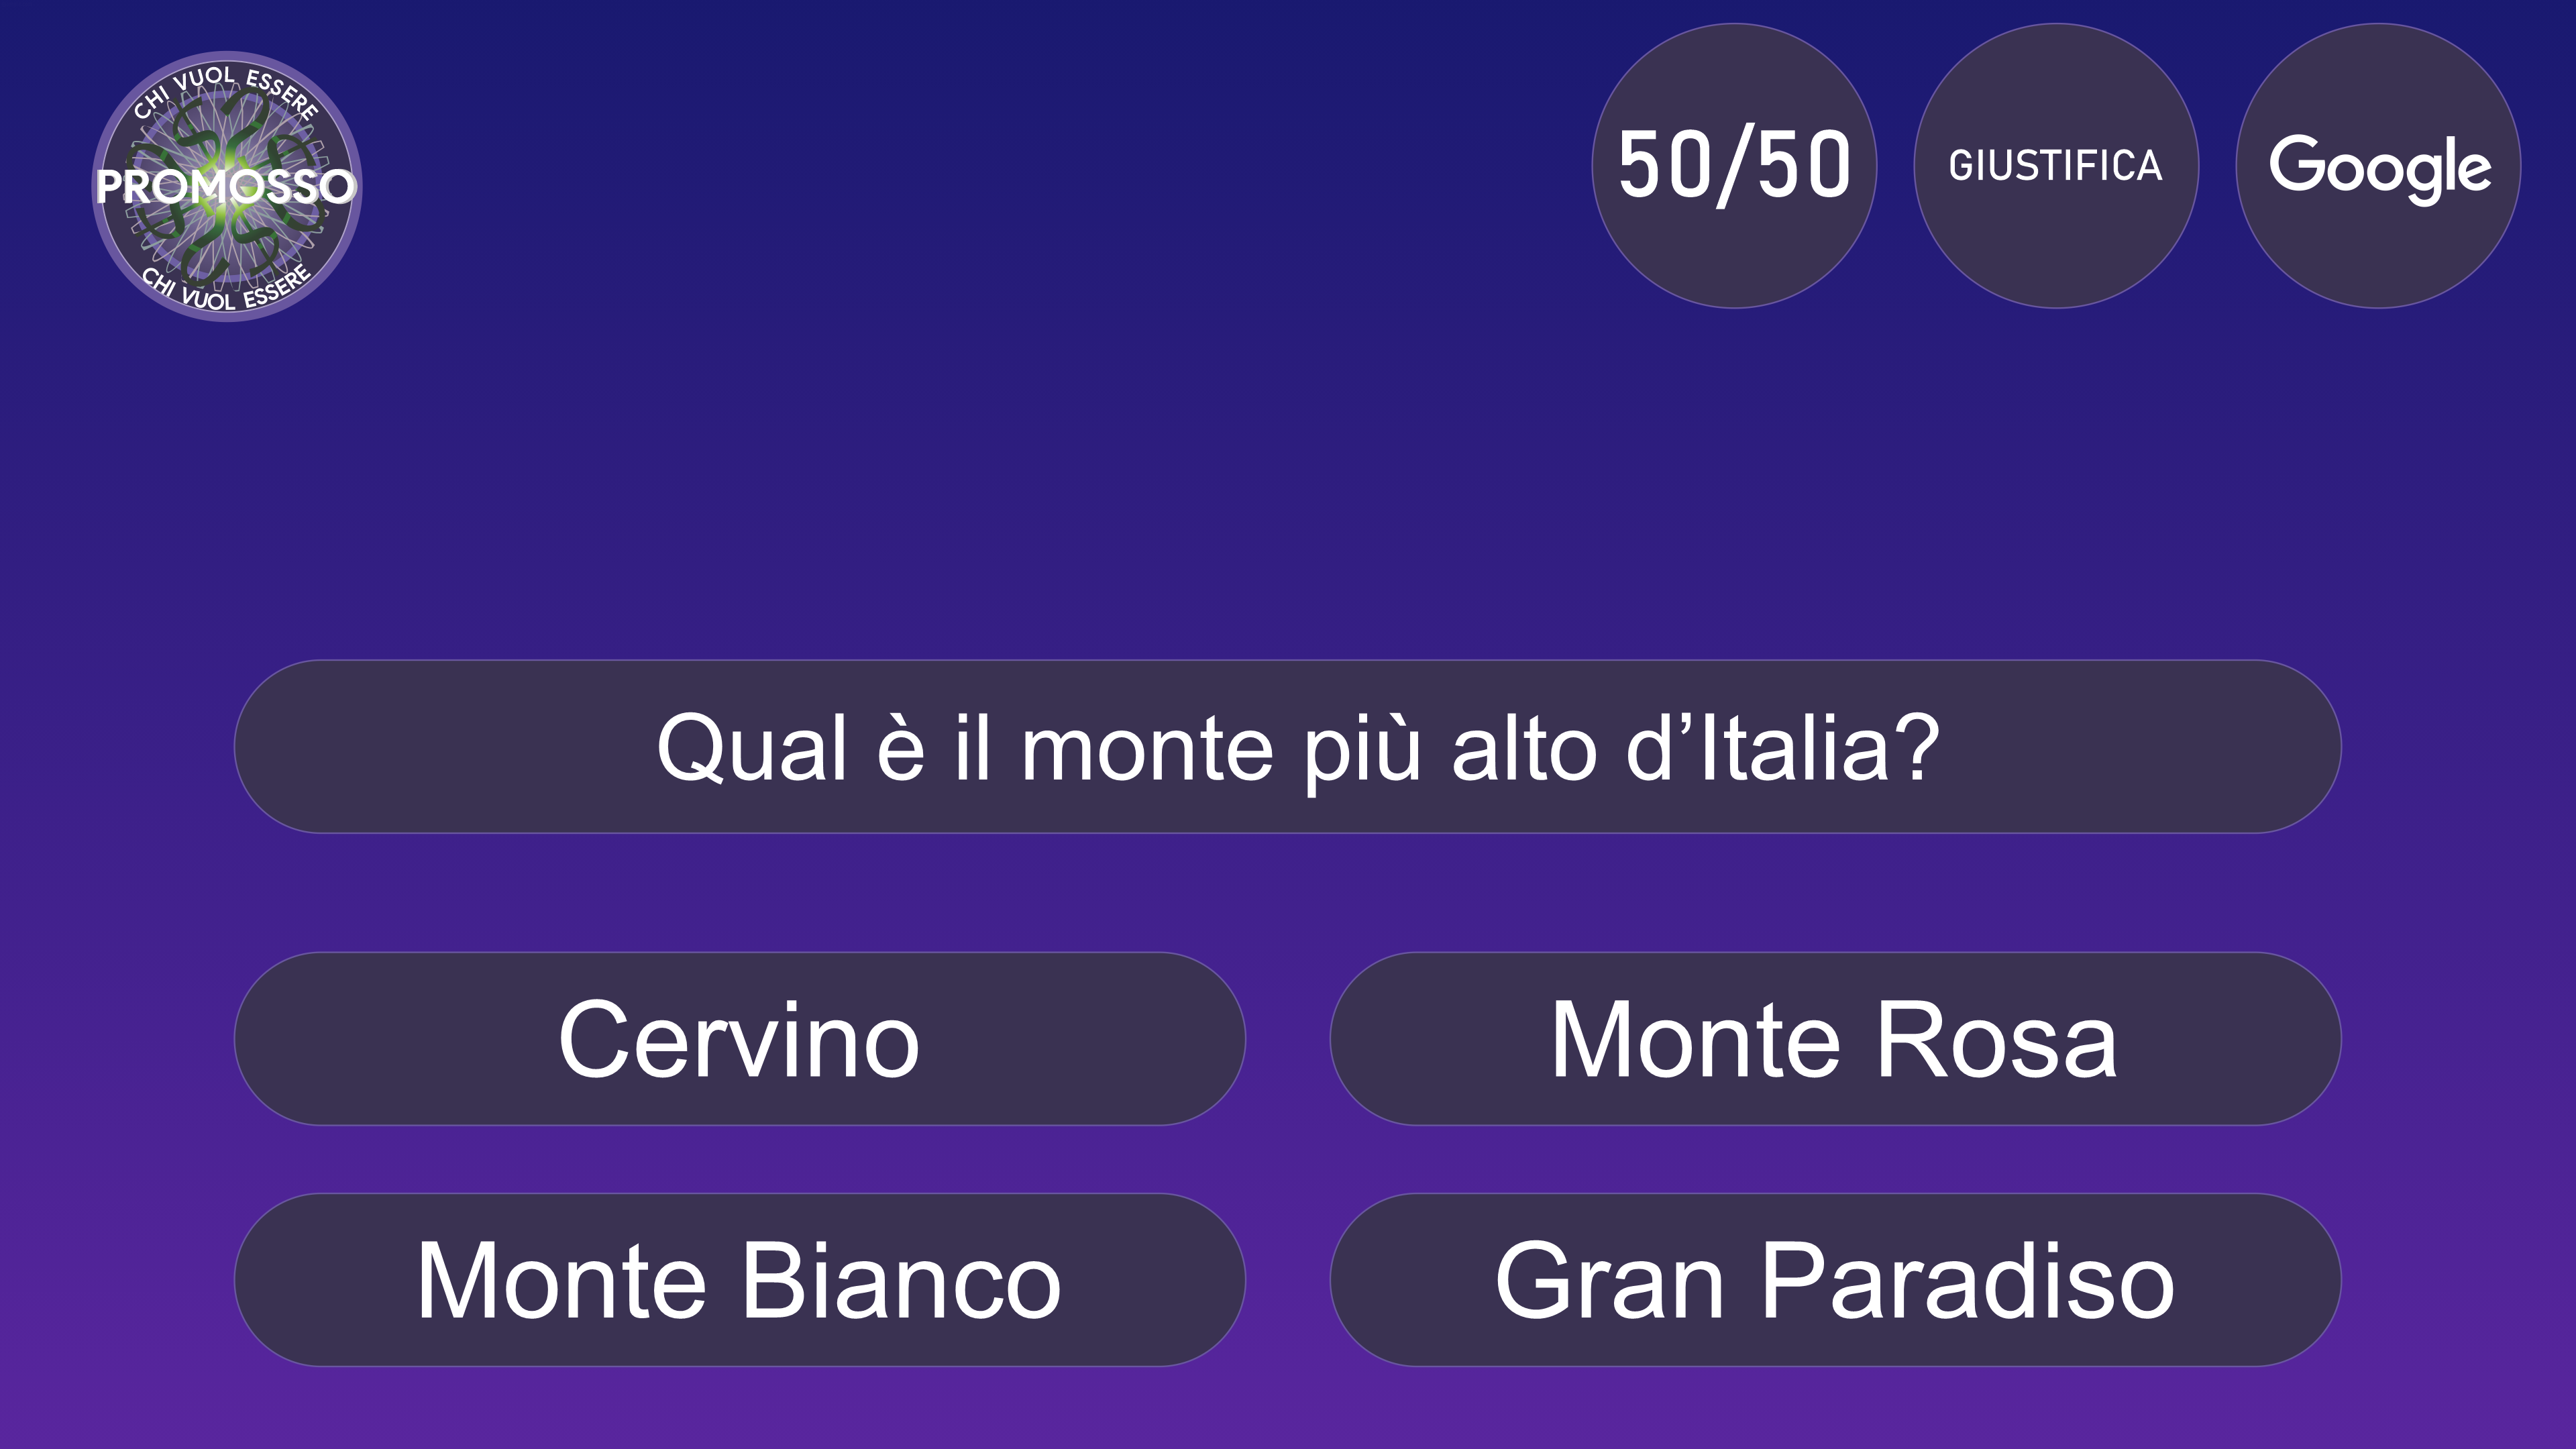 CHI VUOL ESSERE
PROMOSSO
CHI VUOL ESSERE
50/50
GIUSTIFICA
Google
Qual è il monte più alto d’Italia?
Cervino
Monte Rosa
Monte Bianco
Gran Paradiso